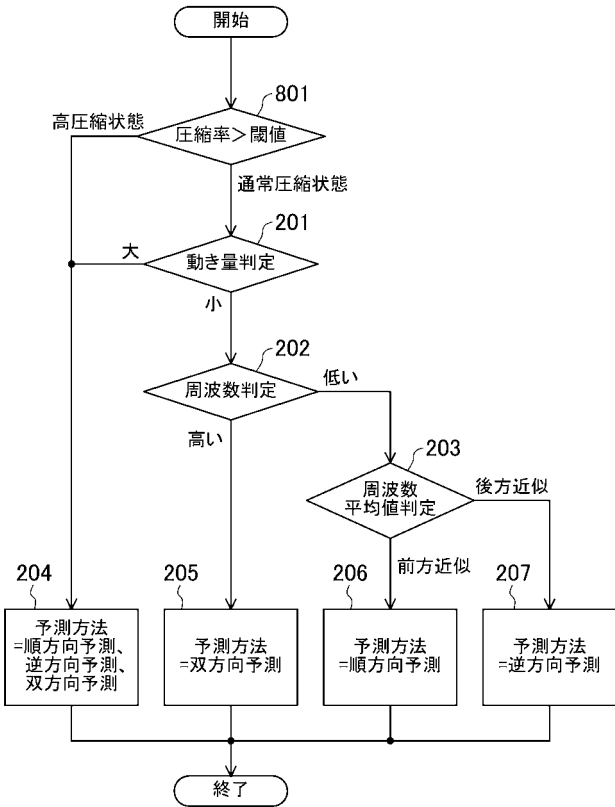 開始
801
高圧縮状態
圧縮率＞閾値
通常圧縮状態
201
大
動き量判定
小
202
周波数判定
低い
高い
203
周波数
平均値判定
後方近似
前方近似
204
予測方法
=順方向予測、
逆方向予測、
双方向予測
205
予測方法
=双方向予測
206
予測方法
=順方向予測
207
予測方法
=逆方向予測
終了